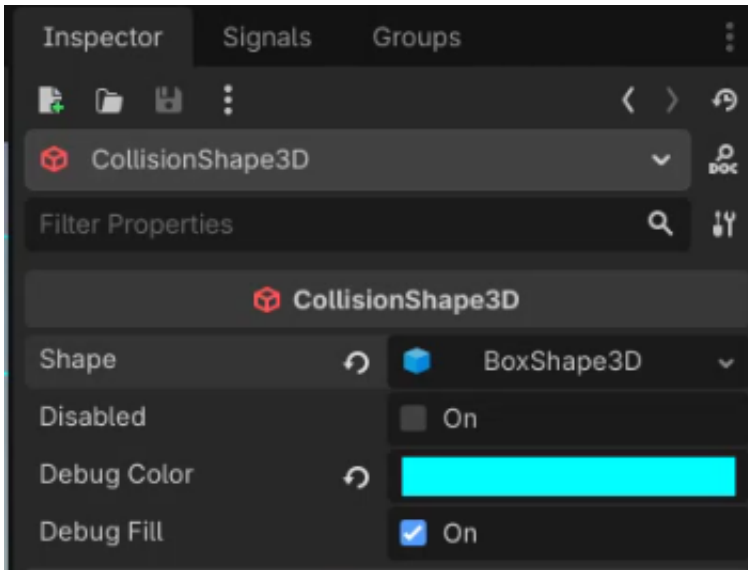 Inspector Signals Groups
CollisionShape3D
DOC
Filter Properties
CollisionShape3D
Shape BoxShape3D
Disabled On
Debug Color
Debug Fill On